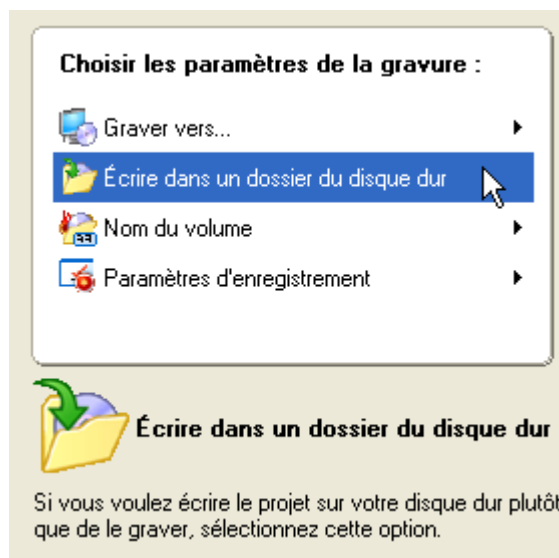 Choisir les paramètres de la gravure :
Graver vers...
Écrire dans un dossier du disque dur
Nom du volume
Paramètres d'enregistrement
Écrire dans un dossier du disque dur
Si vous voulez écrire le projet sur votre disque dur plutôt
que de le graver, sélectionnez cette option.